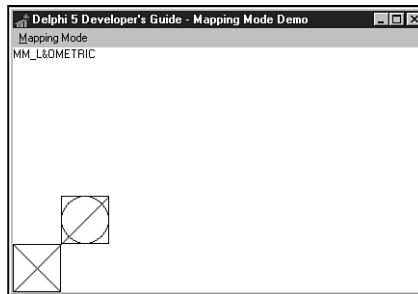 Delphi 5 Developer's Guide - Mapping Mode Demo
Mapping Mode
MM_L&OMETRIC